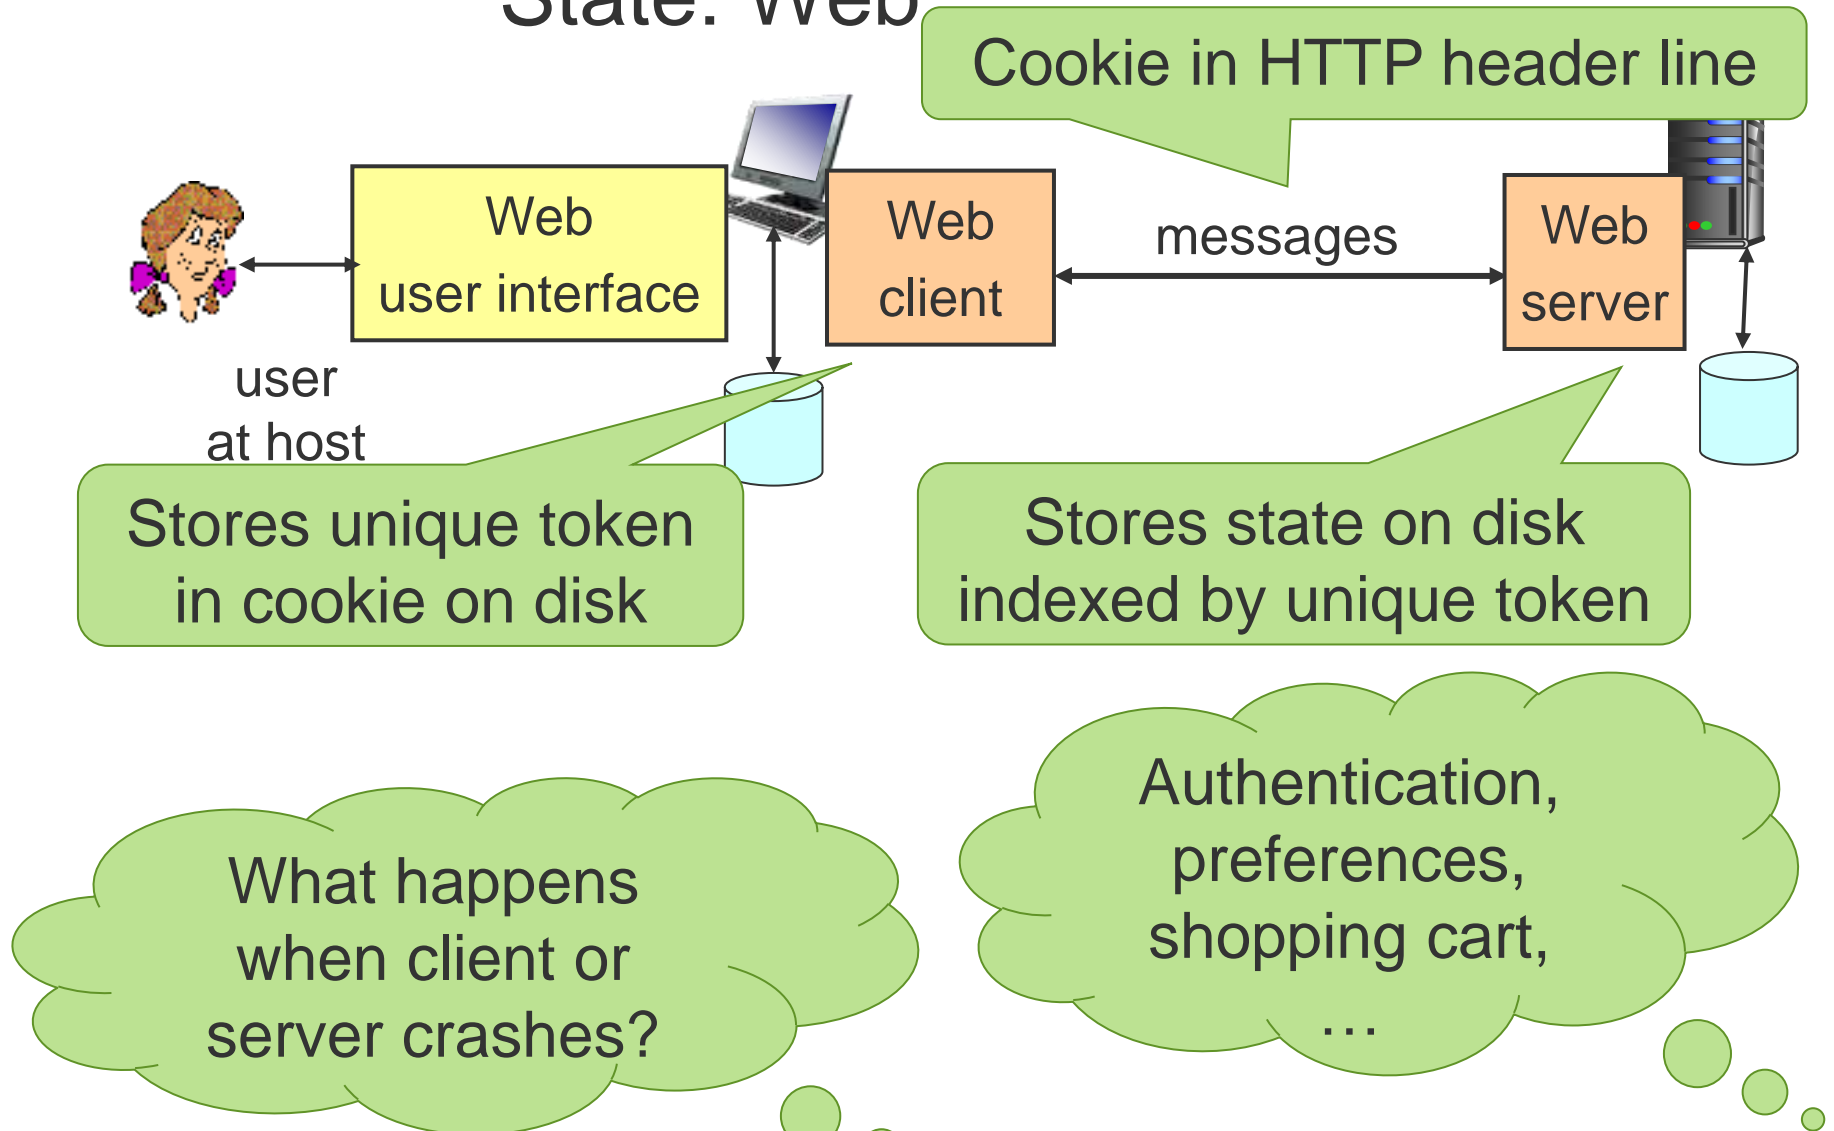 State: Web
Cookie in HTTP header line
Web
user interface
Web
client
messages
Web
server
user
at host
Stores unique token
in cookie on disk
Stores state on disk
indexed by unique token
What happens
when client or
server crashes?
Authentication,
preferences,
shopping cart,
…